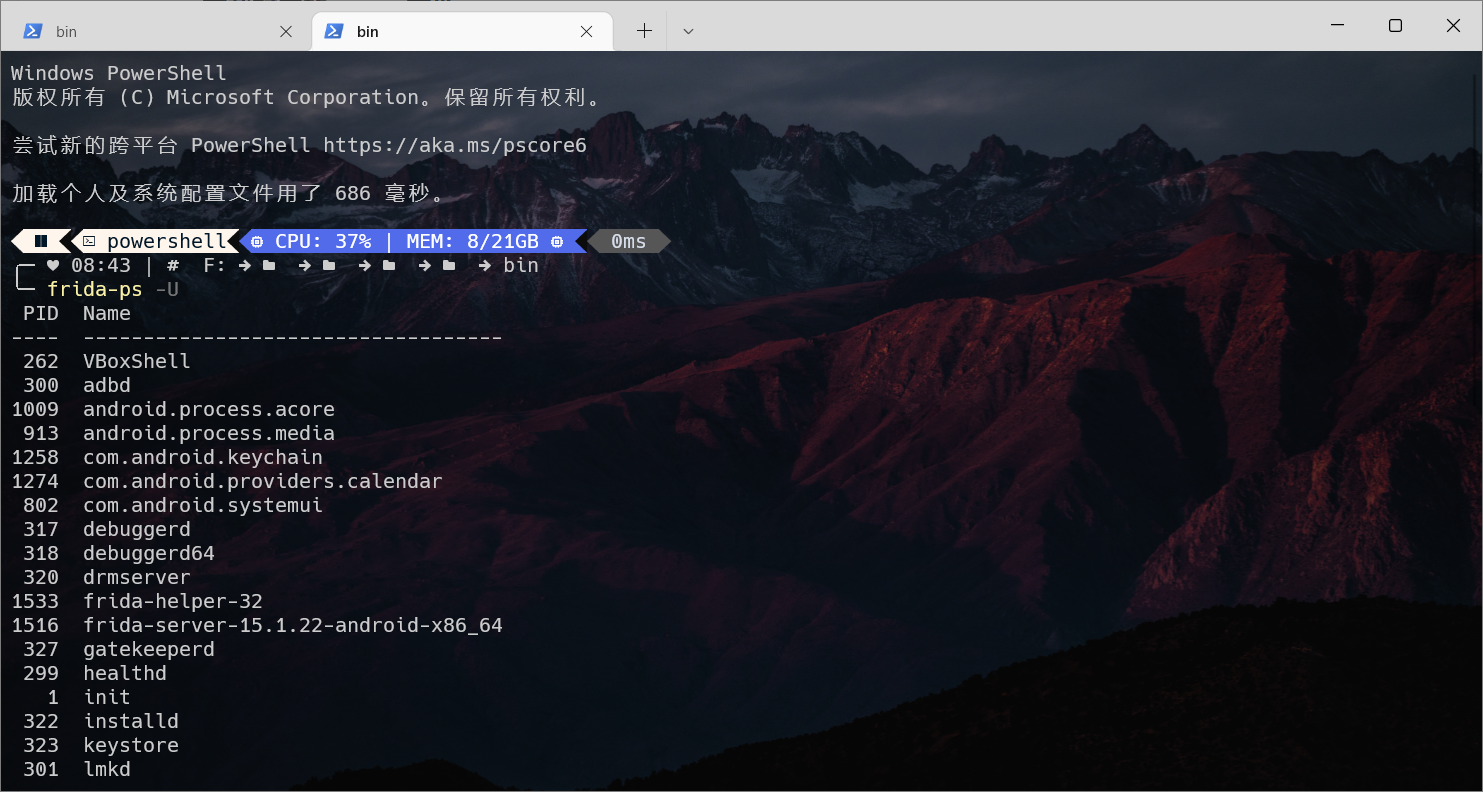 bin
bin
Windows PowerShell
版权所有 (C) Microsoft Corporation。保留所有权利。
尝试新的跨平台 PowerShell https://aka.ms/pscore6
加载个人及系统配置文件用了 686 毫秒。
powershell CPU: 37% | MEM: 8/21GB 0ms
♥ 08:43 | # F: → → → → → bin
frida-ps -U
PID Name
---- -----------------------------------
262 VBoxShell
300 adbd
1009 android.process.acore
913 android.process.media
1258 com.android.keychain
1274 com.android.providers.calendar
802 com.android.systemui
317 debuggerd
318 debuggerd64
320 drmserver
1533 frida-helper-32
1516 frida-server-15.1.22-android-x86_64
327 gatekeeperd
299 healthd
1 init
322 installd
323 keystore
301 lmkd